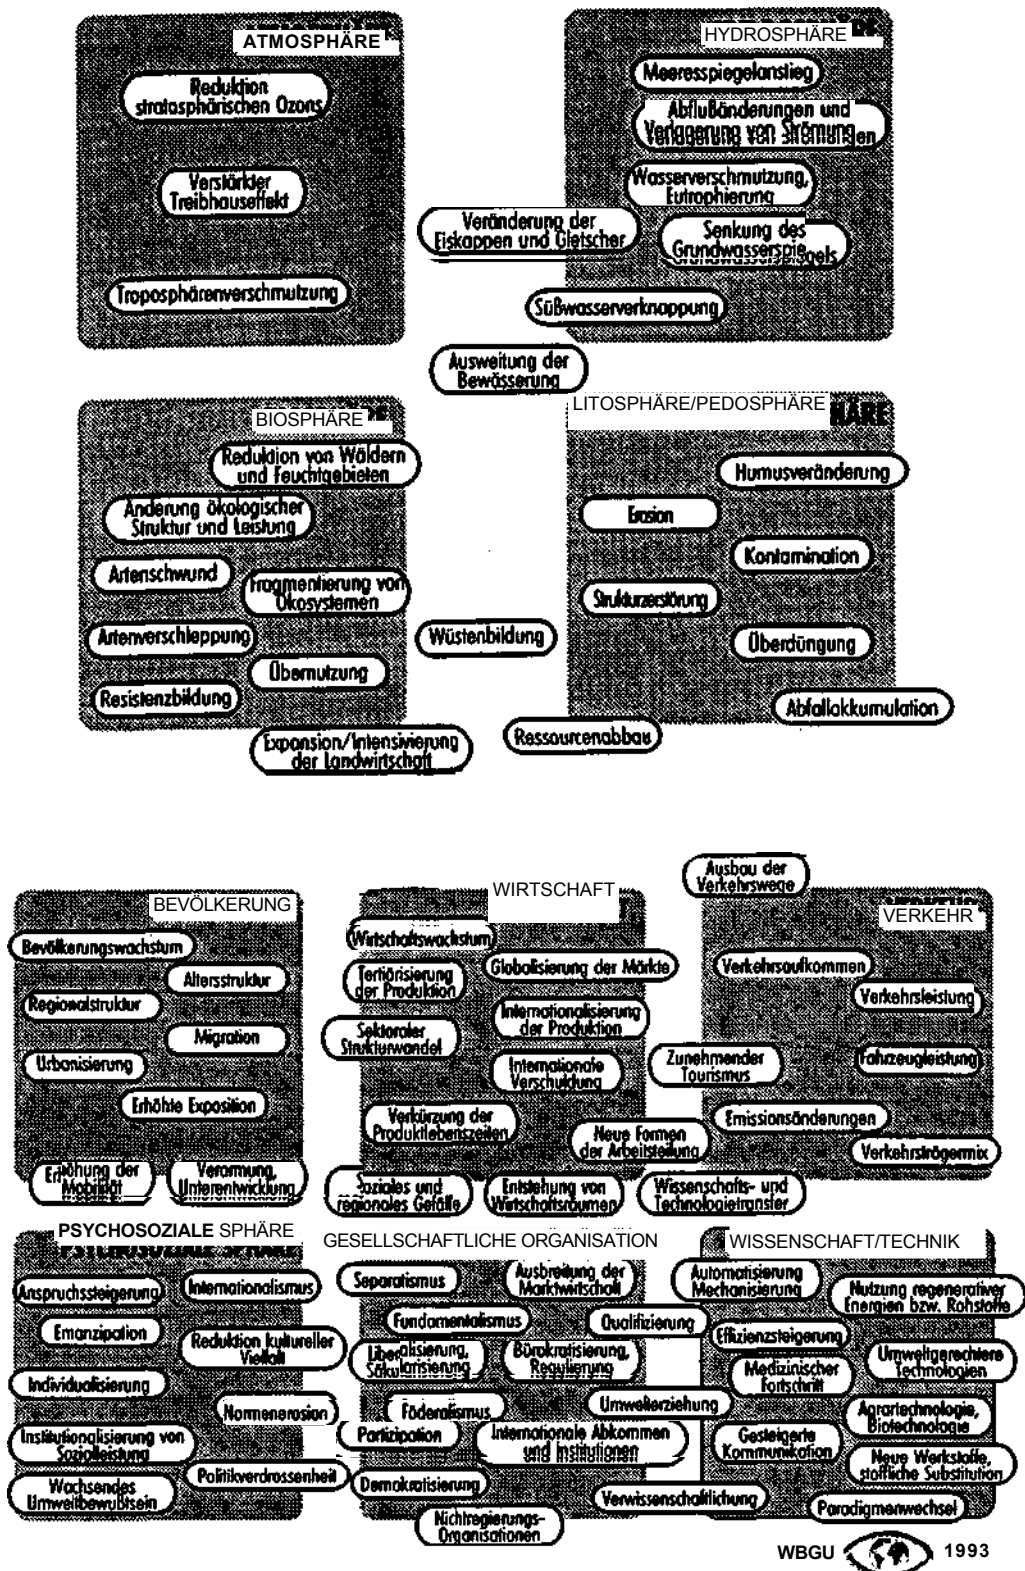 ATMOSPHÄRE
Reduktion
stratosphärischen Ozons
Verstärkter
Treibhauseffekt
Troposphärenverschmutzung
HYDROSPHÄRE
Meeresspiegelanstieg
Abflußänderungen und
Verlagerung von Strömungen
Wasserverschmutzung,
Eutrophierung
Veränderung der
Eiskappen und Gletscher
Senkung des
Grundwasserspiegels
Süßwasserverknappung
Ausweitung der
Bewässerung
BIOSPHÄRE
Reduktion von Wäldern
und Feuchtgebieten
Änderung ökologischer
Struktur und Leistung
Artenschwund
Fragmentierung von
Ökosystemen
Artenverschleppung
Übernutzung
Resistenzbildung
Expansion/Intensivierung
der Landwirtschaft
Wüstenbildung
Ressourcenabbau
LITOSPHÄRE/PEDOSPHÄRE
HÄRE
Humusveränderung
Erosion
Kontamination
Strukturzerstörung
Überdüngung
Abfallakkumulation
BEVÖLKERUNG
Bevölkerungswachstum
Altersstruktur
Regionalstruktur
Migration
Urbanisierung
Erhöhte Exposition
Erhöhung der
Mobilität
Verarmung,
Unterentwicklung
WIRTSCHAFT
Wirtschaftswachstum
Tertiärisierung
der Produktion
Globalisierung der Märkte
Internationalisierung
der Produktion
Sektoraler
Strukturwandel
Internationale
Verschuldung
Verkürzung der
Produktlebenszeiten
Neue Formen
der Arbeitsteilung
Soziales und
regionales Gefälle
Entstehung von
Wirtschaftsräumen
Wissenschafts- und
Technologietransfer
Ausbau der
Verkehrswege
VERKEHR
Verkehrsaufkommen
Verkehrsleistung
Zunehmender
Tourismus
Fahrzeugleistung
Emissionsänderungen
Verkehrsträgermix
PSYCHOSOZIALE SPHÄRE
PSYCHOSOZIALE SPHÄRE
Anspruchssteigerung
Internationalismus
Emanzipation
Reduktion kultureller
Vielfalt
Individualisierung
Normenerosion
Institutionalisierung von
Sozialleistung
Wachsendes
Umweltbewußtsein
Politikverdrossenheit
GESELLSCHAFTLICHE ORGANISATION
Separatismus
Ausbreitung der
Marktwirtschaft
Fundamentalismus
Qualifizierung
Liberalisierung,
Säkularisierung
Bürokratisierung,
Regulierung
Föderalismus
Umwelterziehung
Partizipation
Internationale Abkommen
und Institutionen
Demokratisierung
Verwissenschaftlichung
Nichtregierungs-
Organisationen
WISSENSCHAFT/TECHNIK
Automatisierung
Mechanisierung
Nutzung regenerativer
Energien bzw. Rohstoffe
Effizienzsteigerung
Medizinischer
Fortschritt
Umweltgerechtere
Technologien
Agrartechnologie,
Biotechnologie
Gesteigerte
Kommunikation
Neue Werkstoffe,
stoffliche Substitution
Paradigmenwechsel
WBGU 1993